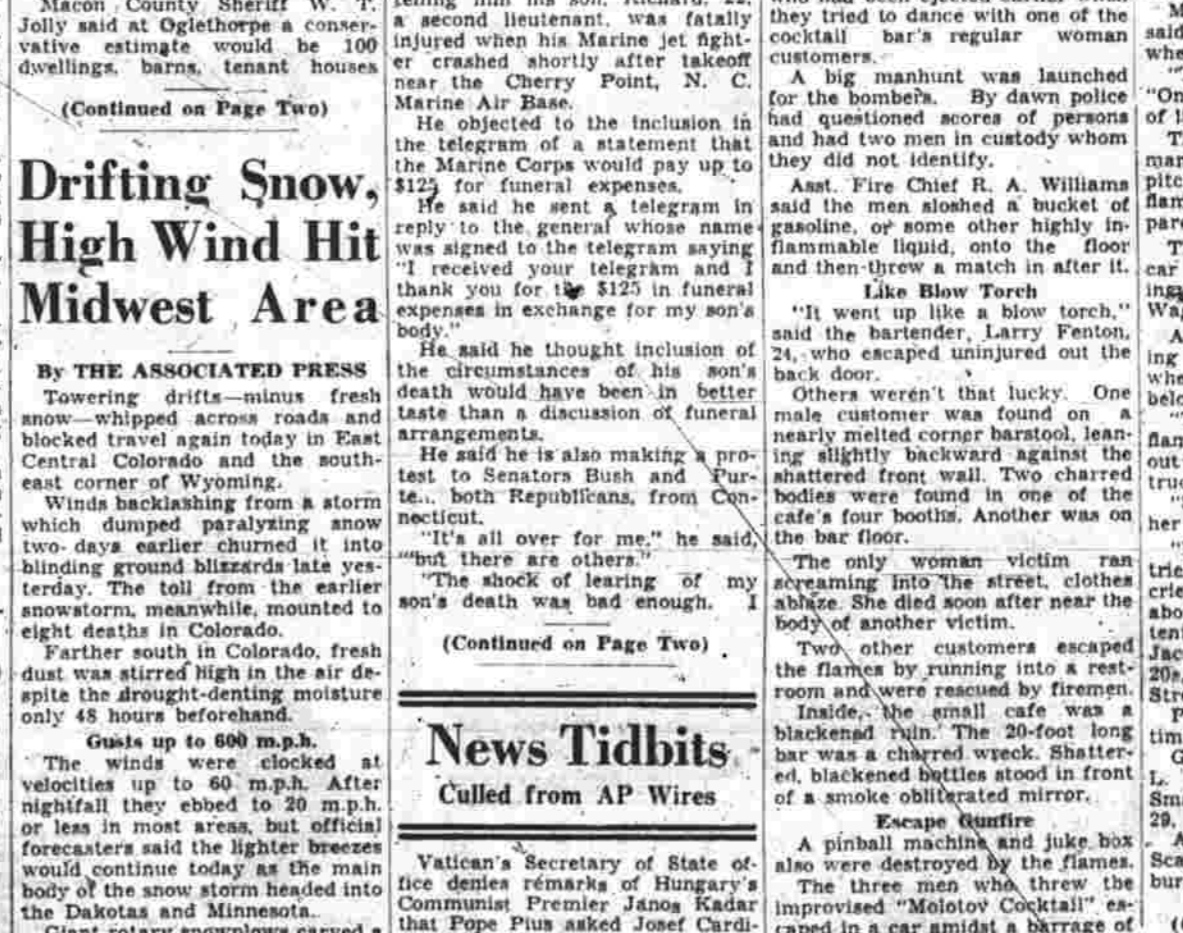 Macon County Sheriff W. T.
Jolly said at Oglethorpe a conser-
vative estimate would be 100
dwellings, barns, tenant houses
(Continued on Page Two)
Drifting Snow,
High Wind Hit
Midwest Area
By THE ASSOCIATED PRESS
Towering drifts—minus fresh
snow—whipped across roads and
blocked travel again today in East
Central Colorado and the south-
east corner of Wyoming.
Winds backlashing from a storm
which dumped paralyzing snow
two-days earlier churned it into
blinding ground blizzards late yes-
terday. The toll from the earlier
snowstorm, meanwhile, mounted to
eight deaths in Colorado.
Farther south in Colorado, fresh
dust was stirred high in the air de-
spite the drought-denting moisture
only 48 hours beforehand.
Gusts up to 600 m.p.h.
The winds were clocked at
velocities up to 60 m.p.h. After
nightfall they ebbed to 20 m.p.h.
or less in most areas, but official
forecasters said the lighter breezes
would continue today as the main
body of the snow storm headed into
the Dakotas and Minnesota.
Giant rotary snowplows carved a
telling him his son, Richard, 22,
a second lieutenant, was fatally
injured when his Marine jet fight-
er crashed shortly after takeoff
near the Cherry Point, N. C.
Marine Air Base.
He objected to the inclusion in
the telegram of a statement that
the Marine Corps would pay up to
$125 for funeral expenses.
He said he sent a telegram in
reply to the general whose name
was signed to the telegram saying
"I received your telegram and I
thank you for the $125 in funeral
expenses in exchange for my son's
body."
He said he thought inclusion of
the circumstances of his son's
death would have been in better
taste than a discussion of funeral
arrangements.
He said he is also making a pro-
test to Senators Bush and Pur-
te... both Republicans, from Con-
necticut.
"It's all over for me," he said,
""but there are others."
"The shock of learing of my
son's death was bad enough. I
(Continued on Page Two)
News Tidbits
Culled from AP Wires
Vatican's Secretary of State of-
fice denies remarks of Hungary's
Communist Premier Janos Kadar
that Pope Pius asked Josef Cardi-
who had been ejected earlier when
they tried to dance with one of the
cocktail bar's regular woman
customers.
A big manhunt was launched
for the bombers. By dawn police
had questioned scores of persons
and had two men in custody whom
they did not identify.
Asst. Fire Chief R. A. Williams
said the men sloshed a bucket of
gasoline, or some other highly in-
flammable liquid, onto the floor
and then threw a match in after it.
Like Blow Torch
"It went up like a blow torch,"
said the bartender, Larry Fenton,
24, who escaped uninjured out the
back door.
Others weren't that lucky. One
male customer was found on a
nearly melted corner barstool, lean-
ing slightly backward against the
shattered front wall. Two charred
bodies were found in one of the
cafe's four booths. Another was on
the bar floor.
The only woman victim ran
screaming into the street, clothes
ablaze. She died soon after near the
body of another victim.
Two other customers escaped
the flames by running into a rest-
room and were rescued by firemen.
Inside, the small cafe was a
blackened ruin. The 20-foot long
bar was a charred wreck. Shatter-
ed, blackened bottles stood in front
of a smoke obliterated mirror.
Escape Gunfire
A pinball machine and juke box
also were destroyed by the flames.
The three men who threw the
improvised "Molotov Cocktail" es-
caped in a car amidst a barrage of